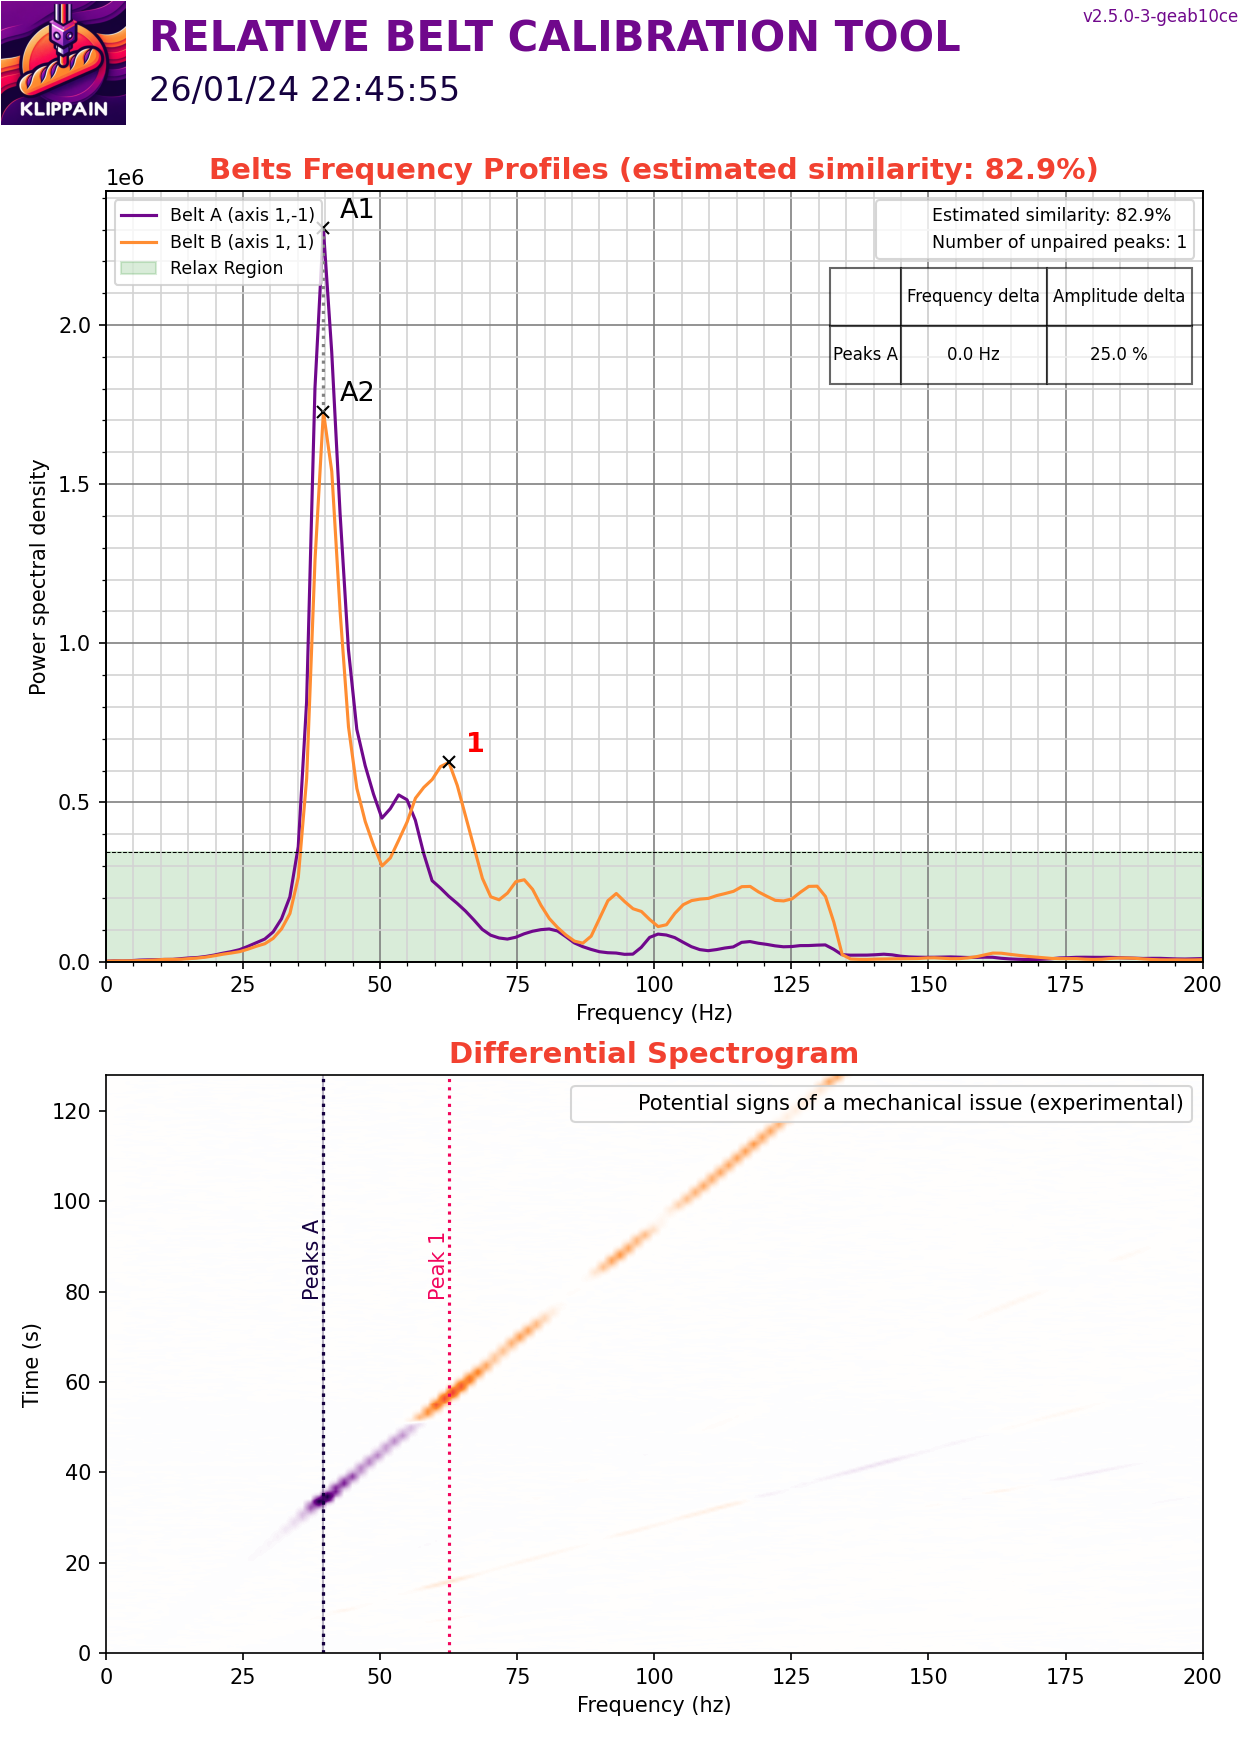 KLIPPAIN
RELATIVE BELT CALIBRATION TOOL
v2.5.0-3-geab10ce
26/01/24 22:45:55
Belts Frequency Profiles (estimated similarity: 82.9%)
1e6
Belt A (axis 1,-1)
Belt B (axis 1, 1)
Relax Region
A1
A2
1
Estimated similarity: 82.9%
Number of unpaired peaks: 1
Frequency delta Amplitude delta
Peaks A 0.0 Hz 25.0 %
Power spectral density
2.0
1.5
1.0
0.5
0.0
0 25 50 75 100 125 150 175 200
Frequency (Hz)
Differential Spectrogram
Potential signs of a mechanical issue (experimental)
Peaks A
Peak 1
Time (s)
120
100
80
60
40
20
0
0 25 50 75 100 125 150 175 200
Frequency (hz)